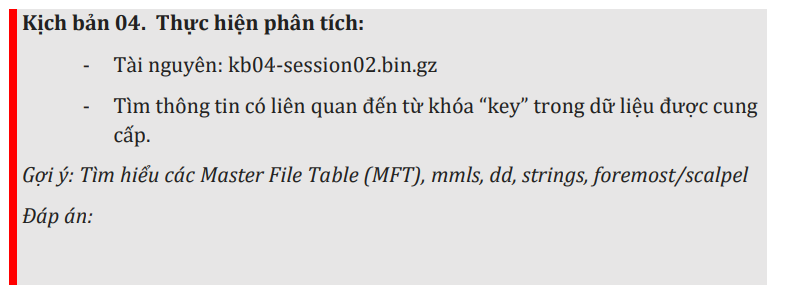 Kịch bản 04. Thực hiện phân tích:
- Tài nguyên: kb04-session02.bin.gz
- Tìm thông tin có liên quan đến từ khóa “key” trong dữ liệu được cung
cấp.
Gợi ý: Tìm hiểu các Master File Table (MFT), mmls, dd, strings, foremost/scalpel
Đáp án: